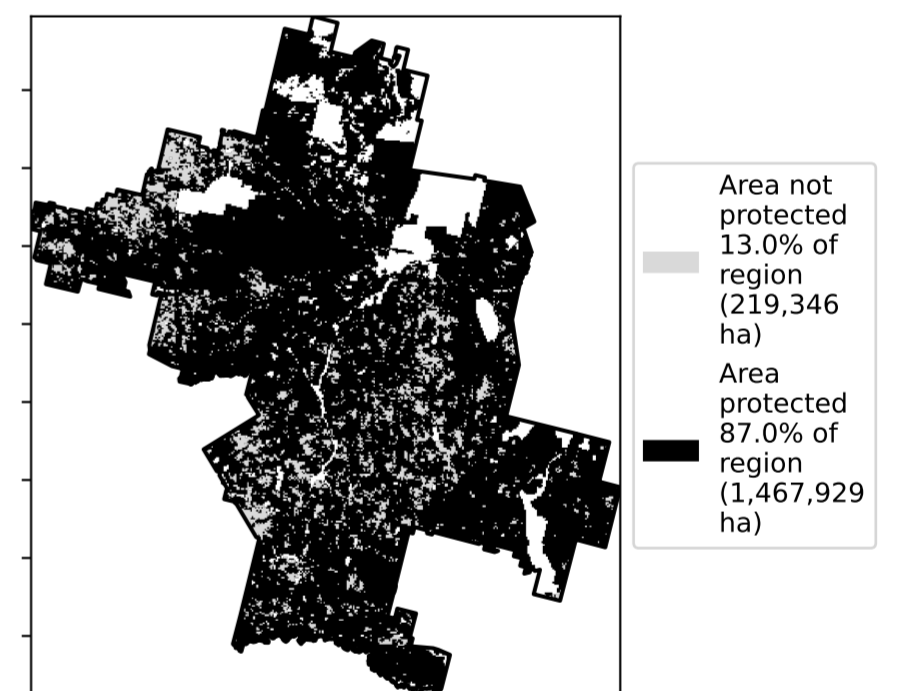 Area not
protected
13.0% of
region
(219,346
ha)
Area
protected
87.0% of
region
(1,467,929
ha)